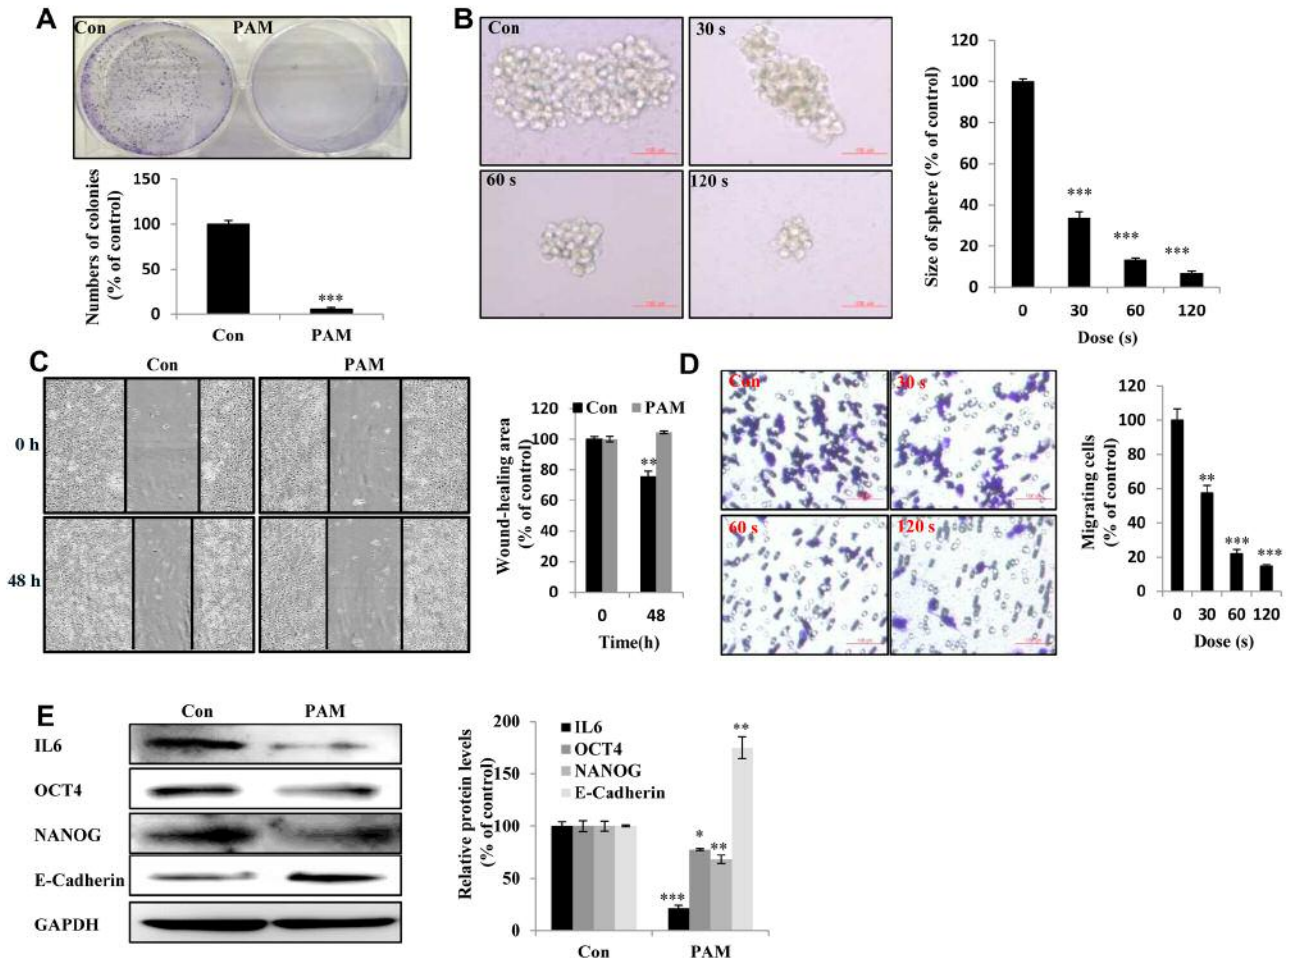 A
Con
PAM
Numbers of colonies
(% of control)
150
100
50
0
***
Con
PAM
B
Con
30 s
60 s
120 s
Size of sphere (% of control)
120
100
80
60
40
20
0
***
***
***
0
30
60
120
Dose (s)
C
Con
PAM
0 h
48 h
Wound-healing area
(% of control)
120
100
80
60
40
20
0
Con
PAM
**
0
48
Time(h)
D
Con
30 s
60 s
120 s
Migrating cells
(% of control)
120
100
80
60
40
20
0
**
***
***
0
30
60
120
Dose (s)
E
Con
PAM
IL6
OCT4
NANOG
E-Cadherin
GAPDH
Relative protein levels
(% of control)
200
150
100
50
0
IL6
OCT4
NANOG
E-Cadherin
***
*
**
**
Con
PAM